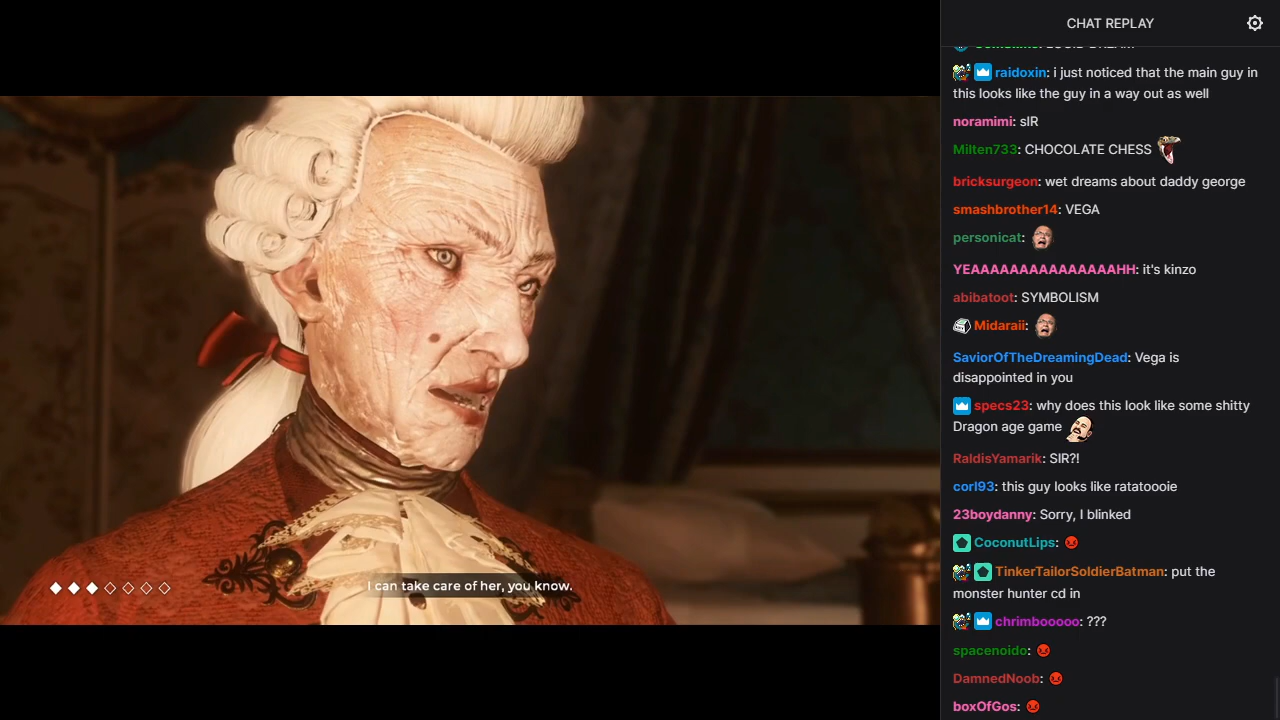 I can take care of her, you know.
CHAT REPLAY
raidoxin: i just noticed that the main guy in
this looks like the guy in a way out as well
noramimi: sIR
Milten733: CHOCOLATE CHESS
bricksurgeon: wet dreams about daddy george
smashbrother14: VEGA
personicat:
YEAAAAAAAAAAAAAAAHH: it's kinzo
abibatoot: SYMBOLISM
Midaraii:
SaviorOfTheDreamingDead: Vega is
disappointed in you
specs23: why does this look like some shitty
Dragon age game
RaldisYamarik: SIR?!
corl93: this guy looks like ratatoooie
23boydanny: Sorry, I blinked
CoconutLips:
TinkerTailorSoldierBatman: put the
monster hunter cd in
chrimbooooo: ???
spacenoido:
DamnedNoob:
boxOfGos: